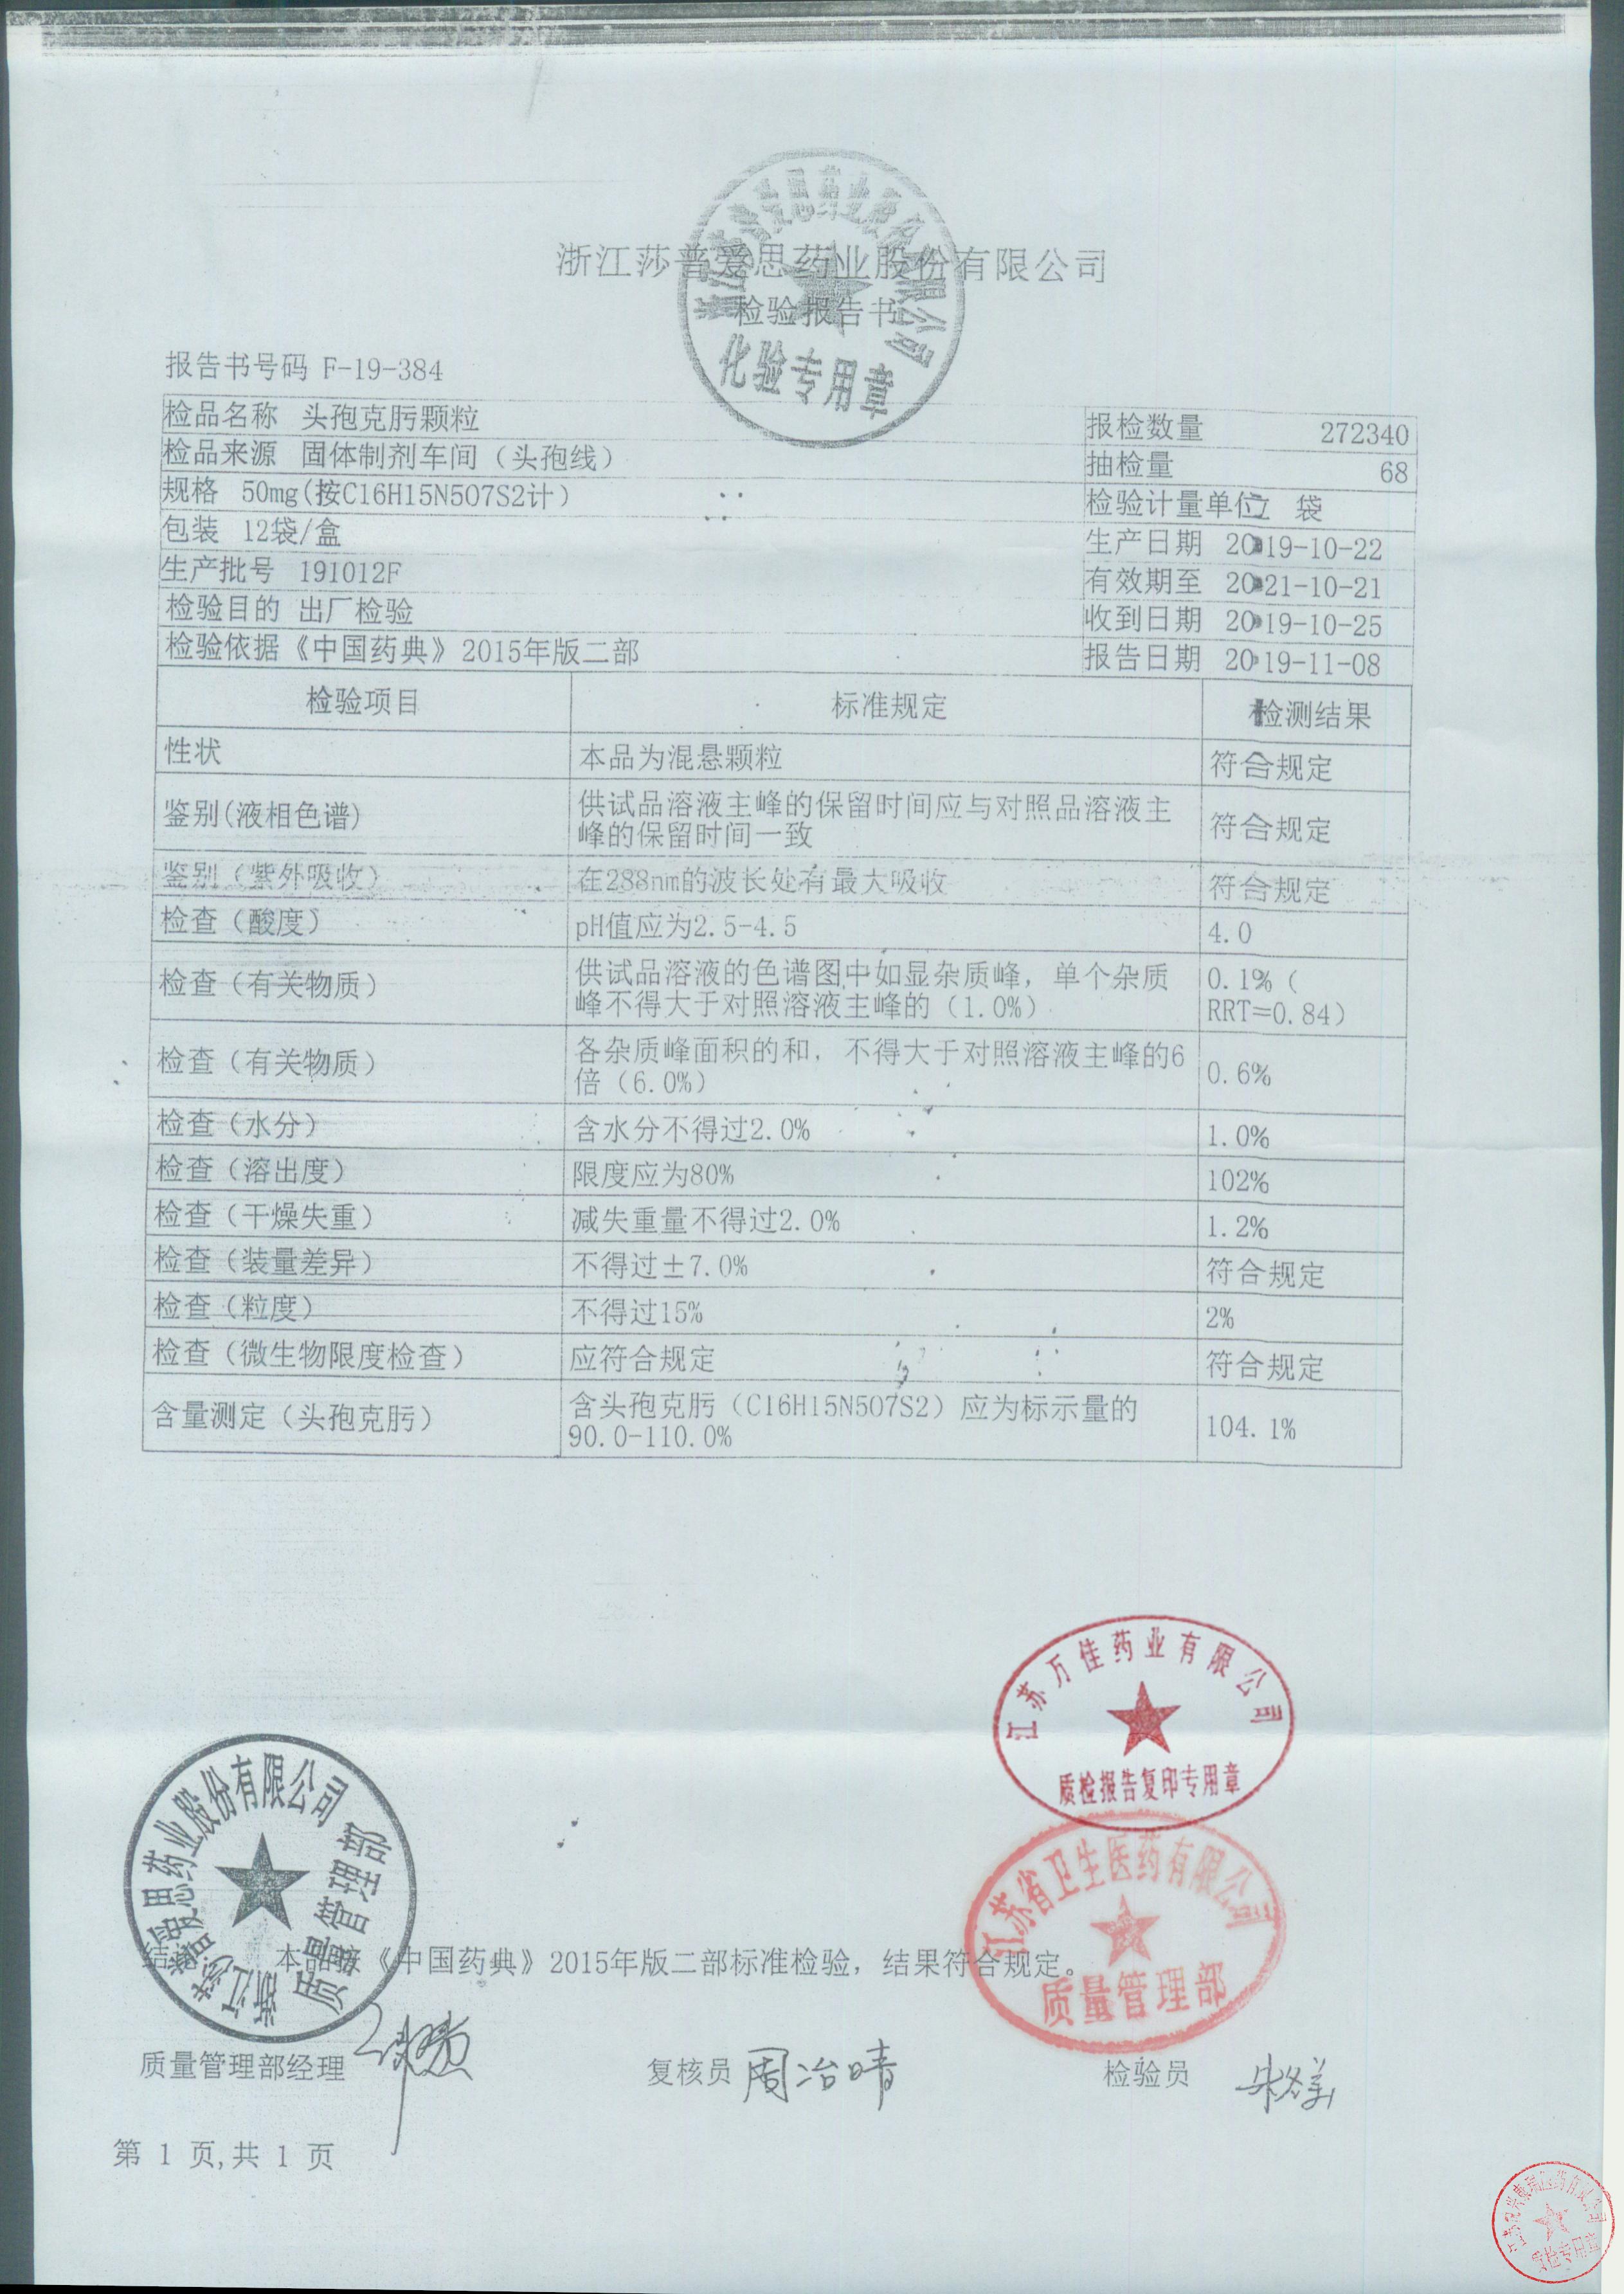 浙江莎普爱思药业股份有限公司
检验报告书
化验专用章
报告书号码 F-19-384
检品名称 头孢克肟颗粒
报检数量 272340
检品来源 固体制剂车间（头孢线）
抽检量 68
规格 50mg(按C16H15N5O7S2计)
检验计量单位 袋
包装 12袋/盒
生产日期 2019-10-22
生产批号 191012F
有效期至 2021-10-21
检验目的 出厂检验
收到日期 2019-10-25
检验依据《中国药典》2015年版二部
报告日期 2019-11-08
检验项目 标准规定 检测结果
性状 本品为混悬颗粒 符合规定
鉴别(液相色谱) 供试品溶液主峰的保留时间应与对照品溶液主
峰的保留时间一致 符合规定
鉴别（紫外吸收） 在288nm的波长处有最大吸收 符合规定
检查（酸度） pH值应为2.5-4.5 4.0
检查（有关物质） 供试品溶液的色谱图中如显杂质峰，单个杂质 0.1%（
峰不得大于对照溶液主峰的（1.0%） RRT=0.84）
检查（有关物质） 各杂质峰面积的和，不得大于对照溶液主峰的6
倍（6.0%） 0.6%
检查（水分） 含水分不得过2.0% 1.0%
检查（溶出度） 限度应为80% 102%
检查（干燥失重） 减失重量不得过2.0% 1.2%
检查（装量差异） 不得过±7.0% 符合规定
检查（粒度） 不得过15% 2%
检查（微生物限度检查） 应符合规定 符合规定
含量测定（头孢克肟） 含头孢克肟（C16H15N5O7S2）应为标示量的
90.0-110.0% 104.1%
江苏万佳药业有限公司
质检报告复印专用章
江苏省卫生医药有限公司
质量管理部
浙江莎普爱思药业股份有限公司
质量管理部
本品按《中国药典》2015年版二部标准检验，结果符合规定。
质量管理部经理
复核员 周冶晴
检验员
第 1 页,共 1 页
质检专用章